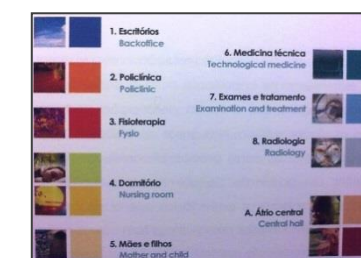 1. Escritórios
Backoffice
2. Policlínica
Policlinic
3. Fisioterapia
Fysio
4. Dormitório
Nursing room
5. Mães e filhos
Mother and child
6. Medicina técnica
Technological medicine
7. Exames e tratamento
Examination and treatment
8. Radiologia
Radiology
A. Átrio central
Central hall